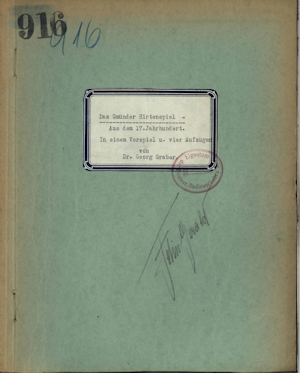 916
916
Das Gmünder Hirtenspiel -
Aus dem 17.Jahrhundert.
In einem Vorspiel u. vier Aufzügen
von
Dr. Georg Graber.